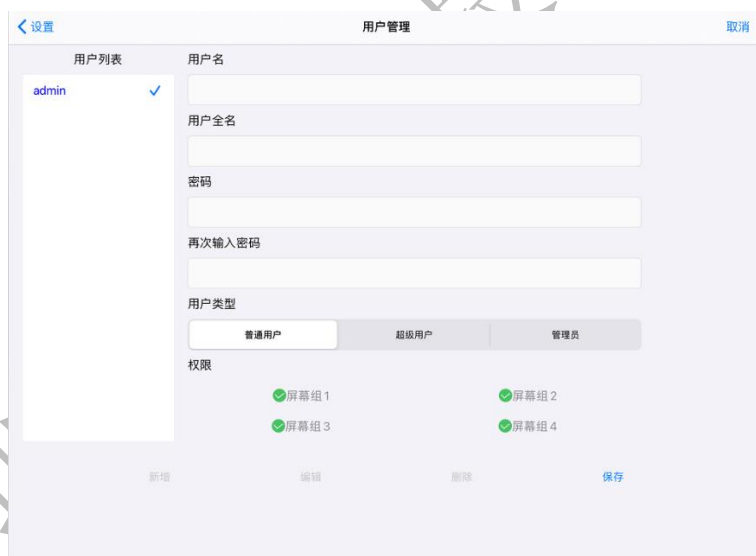 设置 用户管理 取消
用户列表
admin
用户名
用户全名
密码
再次输入密码
用户类型
普通用户 超级用户 管理员
权限
屏幕组1 屏幕组2
屏幕组3 屏幕组4
新增 编辑 删除 保存